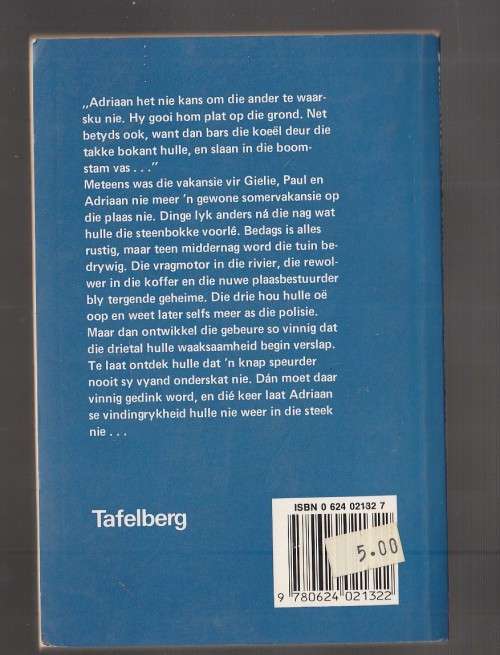 „Adriaan het nie kans om die ander te waar-
sku nie. Hy gooi hom plat op die grond. Net
betyds ook, want dan bars die koeël deur die
takke bokant hulle, en slaan in die boom-
stam vas . . .”
Meteens was die vakansie vir Gielie, Paul en
Adriaan nie meer 'n gewone somervakansie op
die plaas nie. Dinge lyk anders ná die nag wat
hulle die steenbokke voorlê. Bedags is alles
rustig, maar teen middernag word die tuin be-
drywig. Die vragmotor in die rivier, die rewol-
wer in die koffer en die nuwe plaasbestuurder
bly tergende geheime. Die drie hou hulle oë
oop en weet later selfs meer as die polisie.
Maar dan ontwikkel die gebeure so vinnig dat
die drietal hulle waaksaamheid begin verslap.
Te laat ontdek hulle dat 'n knap speurder
nooit sy vyand onderskat nie. Dán moet daar
vinnig gedink word, en dié keer laat Adriaan
se vindingrykheid hulle nie weer in die steek
nie . . .
Tafelberg
ISBN 0 624 02132 7
5.00
9 780624 021322